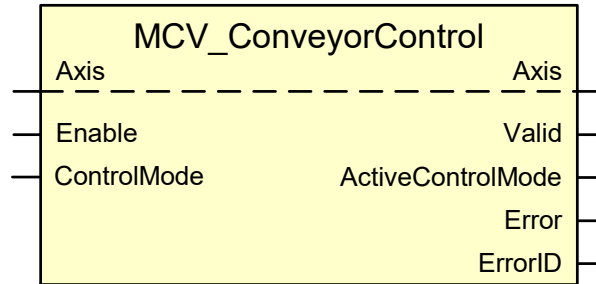 MCV_ConveyorControl
Axis Axis
Enable Valid
ControlMode ActiveControlMode
Error
ErrorID